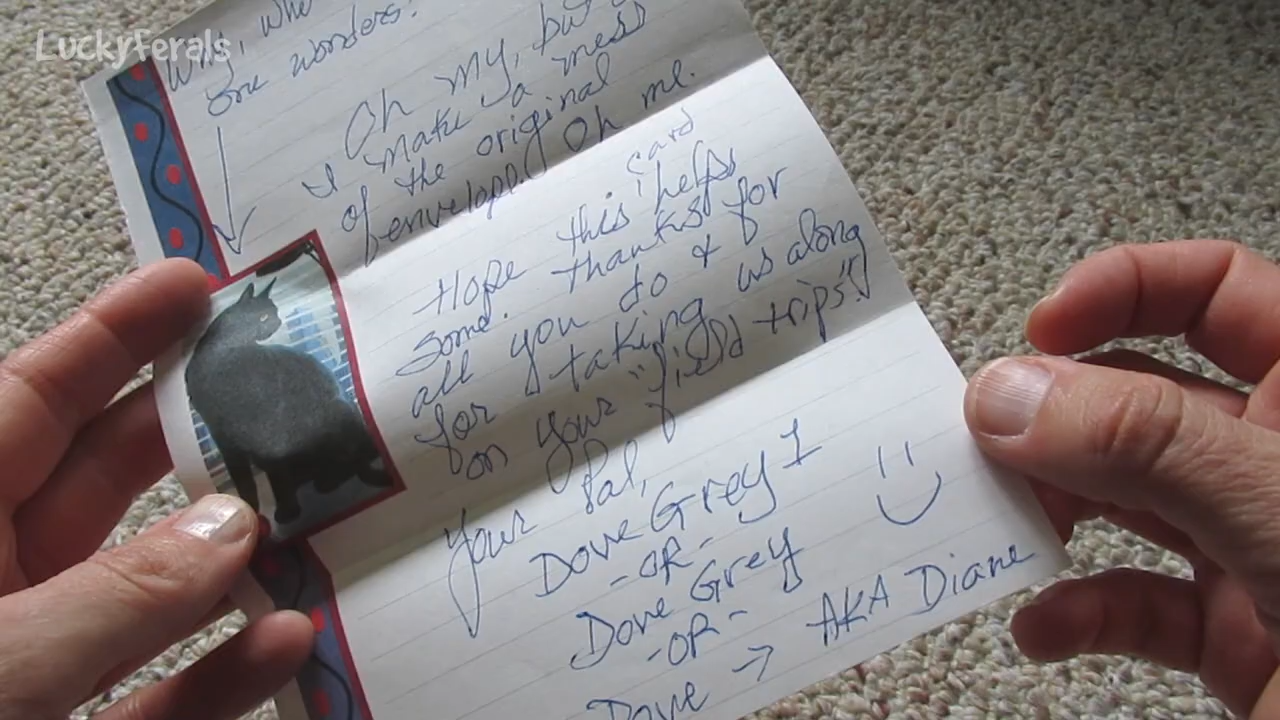 LuckyFerals
Why, who
one wonders!
Oh my, but
I make a mess
of the original
envelope! Oh me.
card
Hope this helps
some. thanks for
all you do + for
for taking us along
on your "field trips"!
Your Pal,
Dove Grey 1
-OR-
Dove Grey
-OR-
Dove → AKA Diane